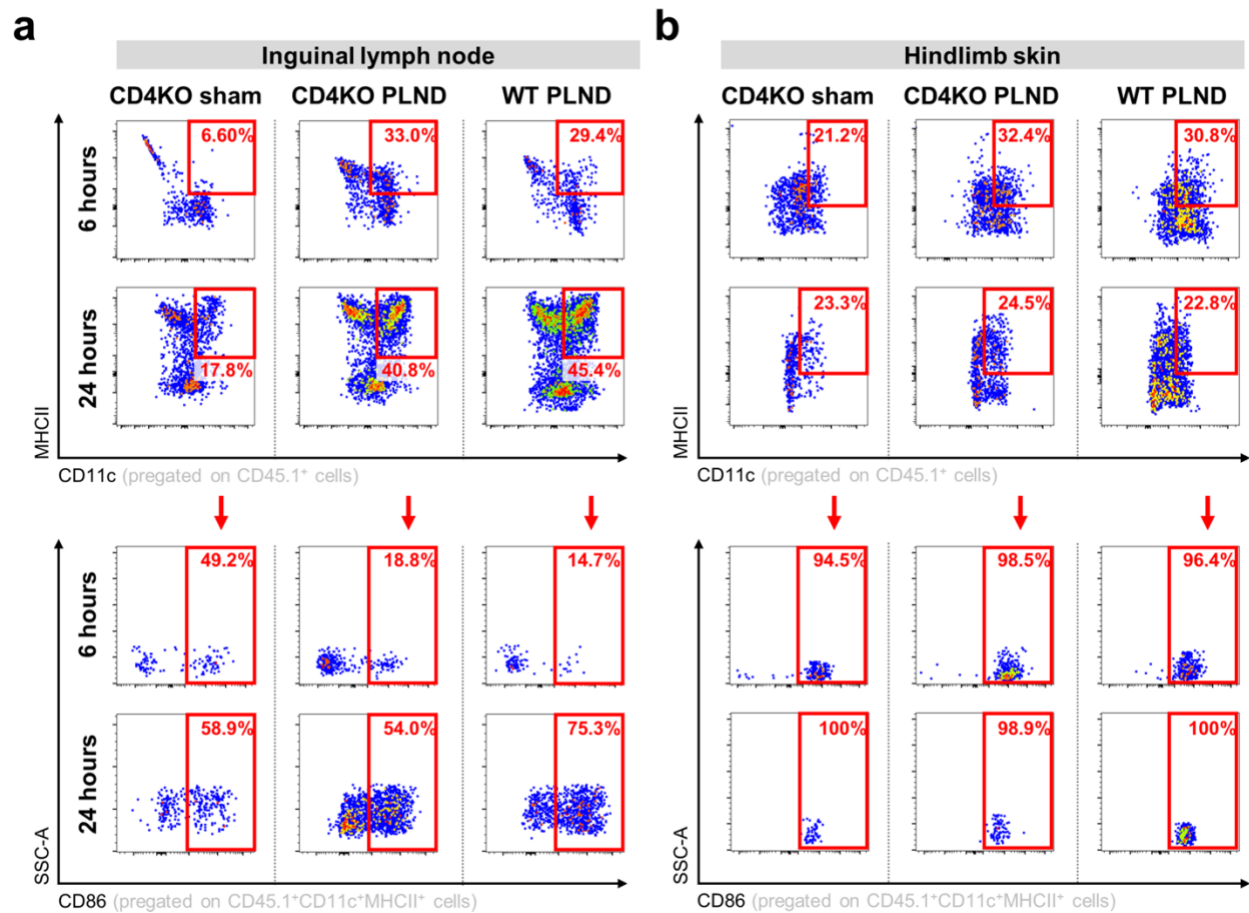 a
Inguinal lymph node
CD4KO sham CD4KO PLND WT PLND
6 hours
6.60% 33.0% 29.4%
24 hours
17.8% 40.8% 45.4%
MHCII
CD11c (pregated on CD45.1⁺ cells)
6 hours
49.2% 18.8% 14.7%
24 hours
58.9% 54.0% 75.3%
SSC-A
CD86 (pregated on CD45.1⁺CD11c⁺MHCII⁺ cells)
b
Hindlimb skin
CD4KO sham CD4KO PLND WT PLND
21.2% 32.4% 30.8%
23.3% 24.5% 22.8%
MHCII
CD11c (pregated on CD45.1⁺ cells)
94.5% 98.5% 96.4%
100% 98.9% 100%
SSC-A
CD86 (pregated on CD45.1⁺CD11c⁺MHCII⁺ cells)